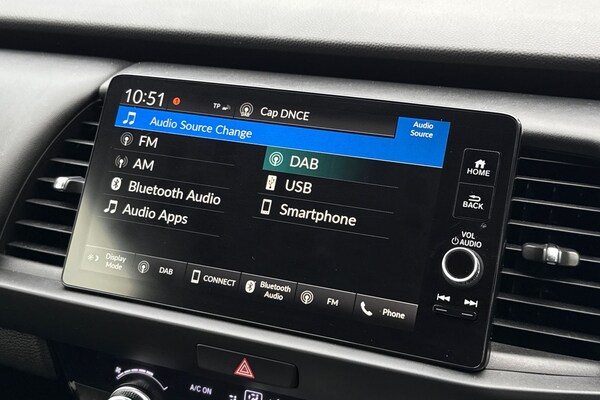 10:51
TP
Cap DNCE
Audio Source Change
Audio
Source
FM
DAB
AM
USB
Bluetooth Audio
Smartphone
Audio Apps
HOME
BACK
VOL
AUDIO
Display
Mode
DAB
CONNECT
Bluetooth
Audio
FM
Phone
A/C ON